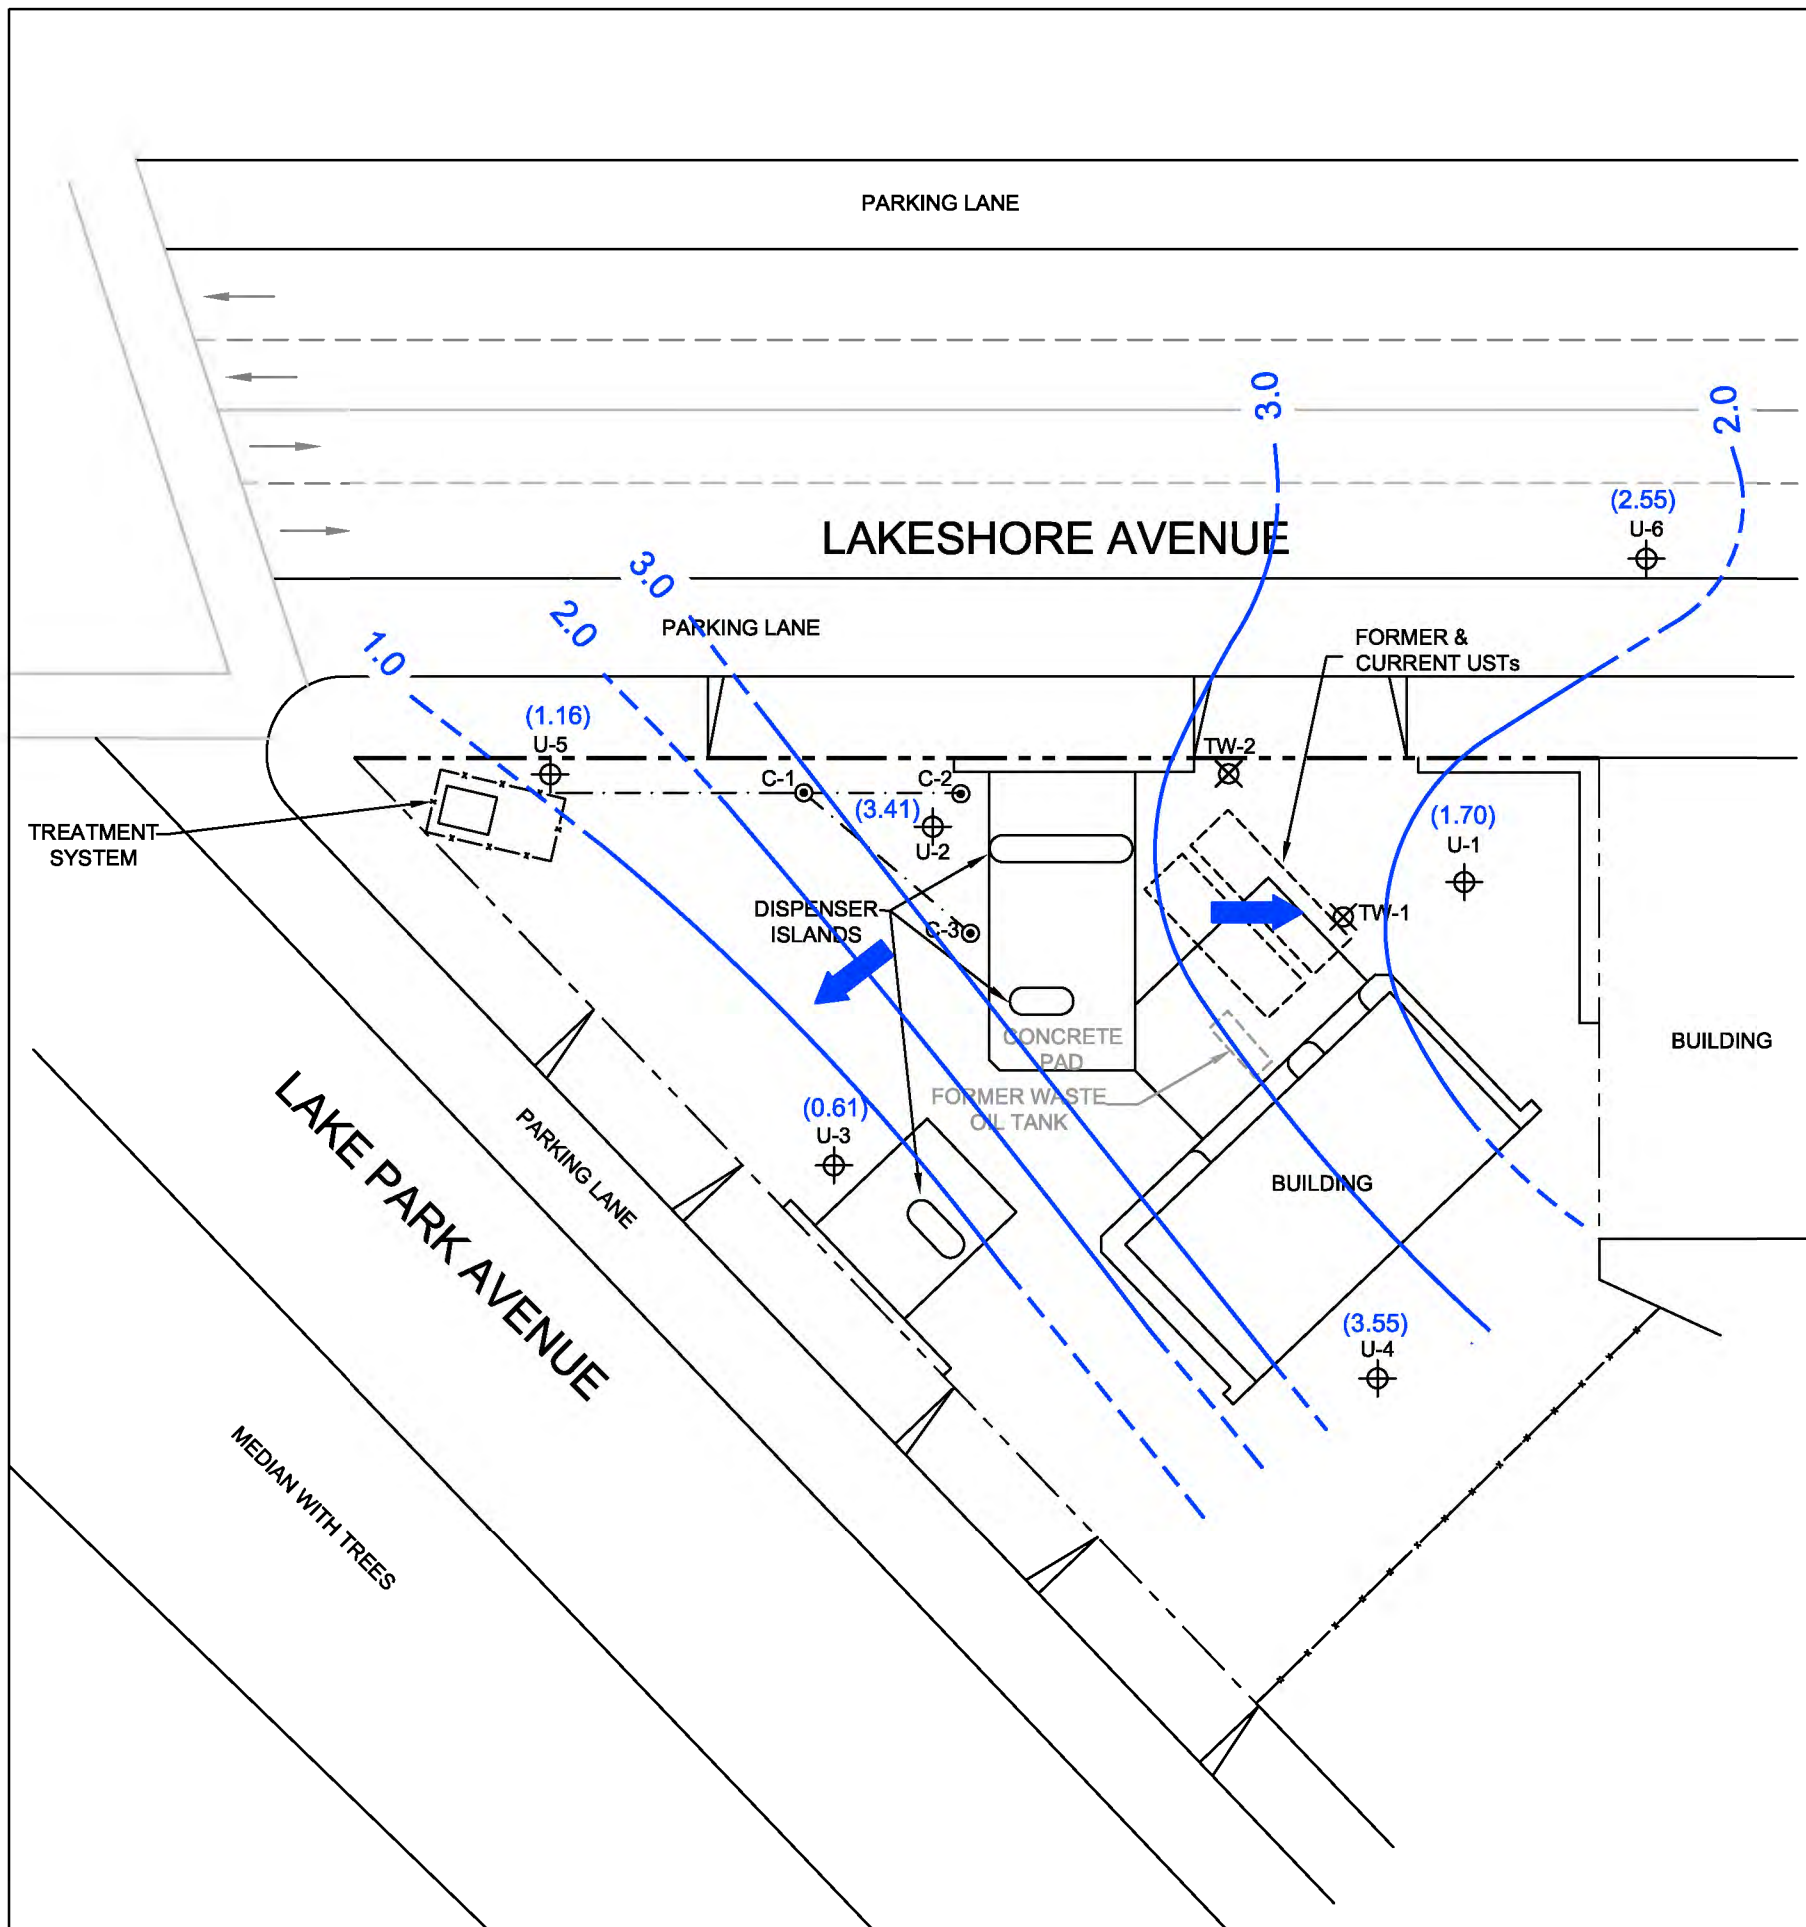 PARKING LANE
3.0
2.0
(2.55)
U-6
LAKESHORE AVENUE
3.0
2.0
1.0
PARKING LANE
FORMER &
CURRENT USTs
(1.16)
U-5
TW-2
C-1
C-2
(3.41)
U-2
(1.70)
U-1
TREATMENT
SYSTEM
DISPENSER
ISLANDS
C-3
TW-1
CONCRETE
PAD
BUILDING
FORMER WASTE
OIL TANK
(0.61)
U-3
LAKE PARK AVENUE
PARKING LANE
BUILDING
(3.55)
U-4
MEDIAN WITH TREES